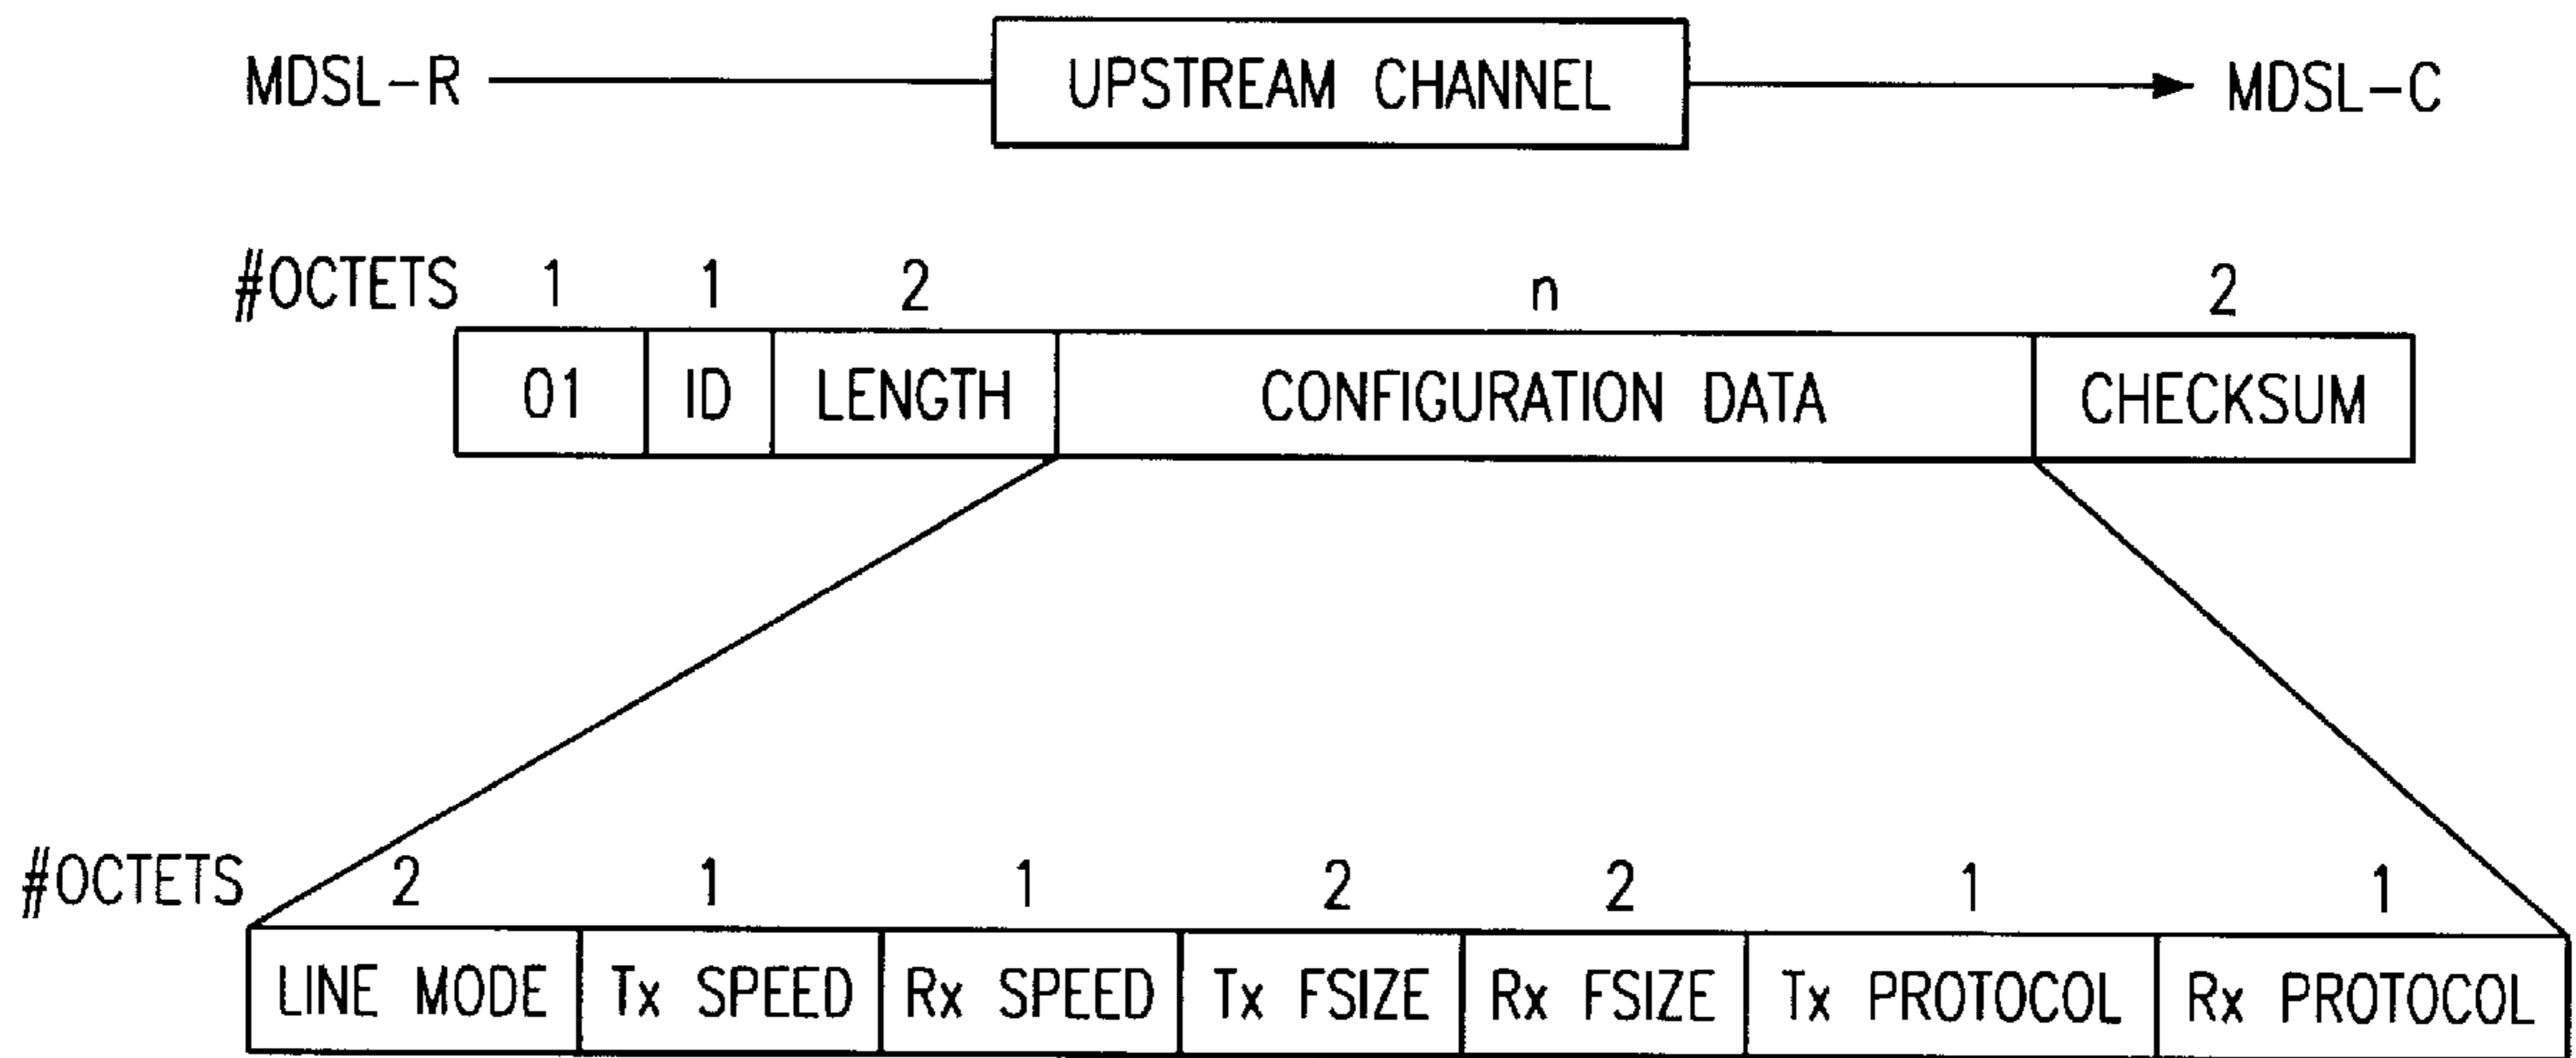 MDSL-R UPSTREAM CHANNEL MDSL-C
#OCTETS 1 1 2 n 2
01 ID LENGTH CONFIGURATION DATA CHECKSUM
#OCTETS 2 1 1 2 2 1 1
LINE MODE Tx SPEED Rx SPEED Tx FSIZE Rx FSIZE Tx PROTOCOL Rx PROTOCOL